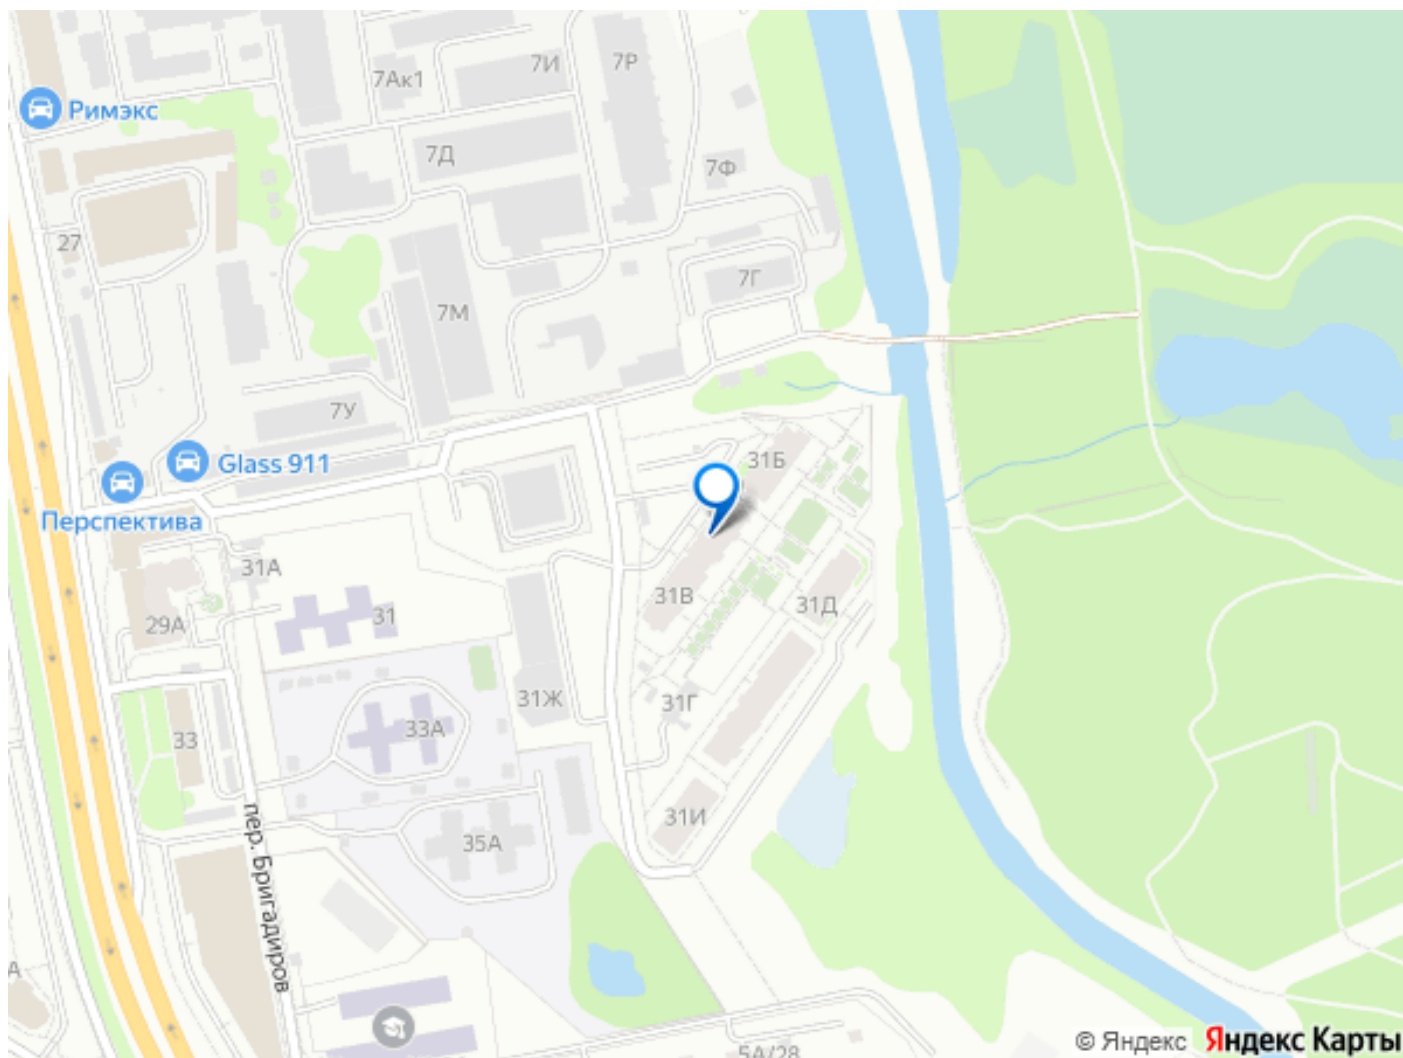 7И
7Р
7Ак1
Римэкс
7Д
7Ф
27
7Г
7М
7У
31Б
Glass 911
Перспектива
31А
31В
31
31Д
29А
31Ж
31Г
33А
33
31И
35А
пер. Бригадиров
А
5А/28
© Яндекс Яндекс Карты